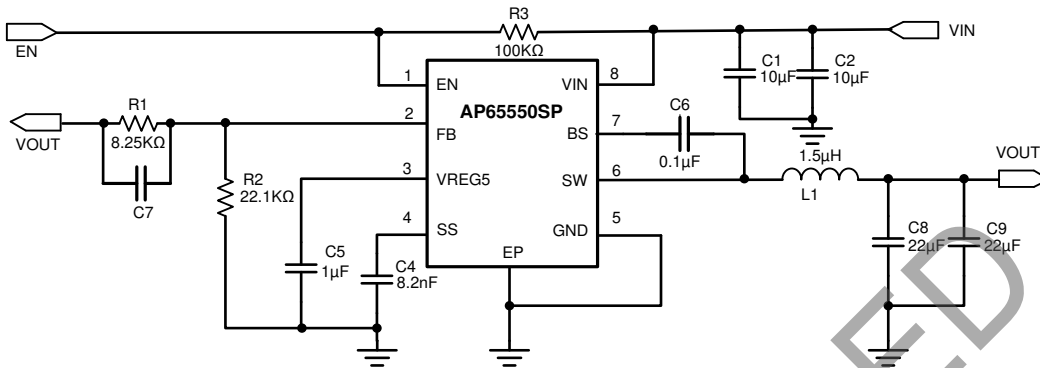 R3
100KΩ
EN
VIN
C1
10µF
C2
10µF
1
EN
VIN
8
AP65550SP
R1
8.25KΩ
VOUT
C7
2
FB
BS
7
C6
0.1µF
R2
22.1KΩ
3
VREG5
SW
6
1.5µH
L1
VOUT
4
SS
GND
5
EP
C5
1µF
C4
8.2nF
C8
22µF
C9
22µF
ED